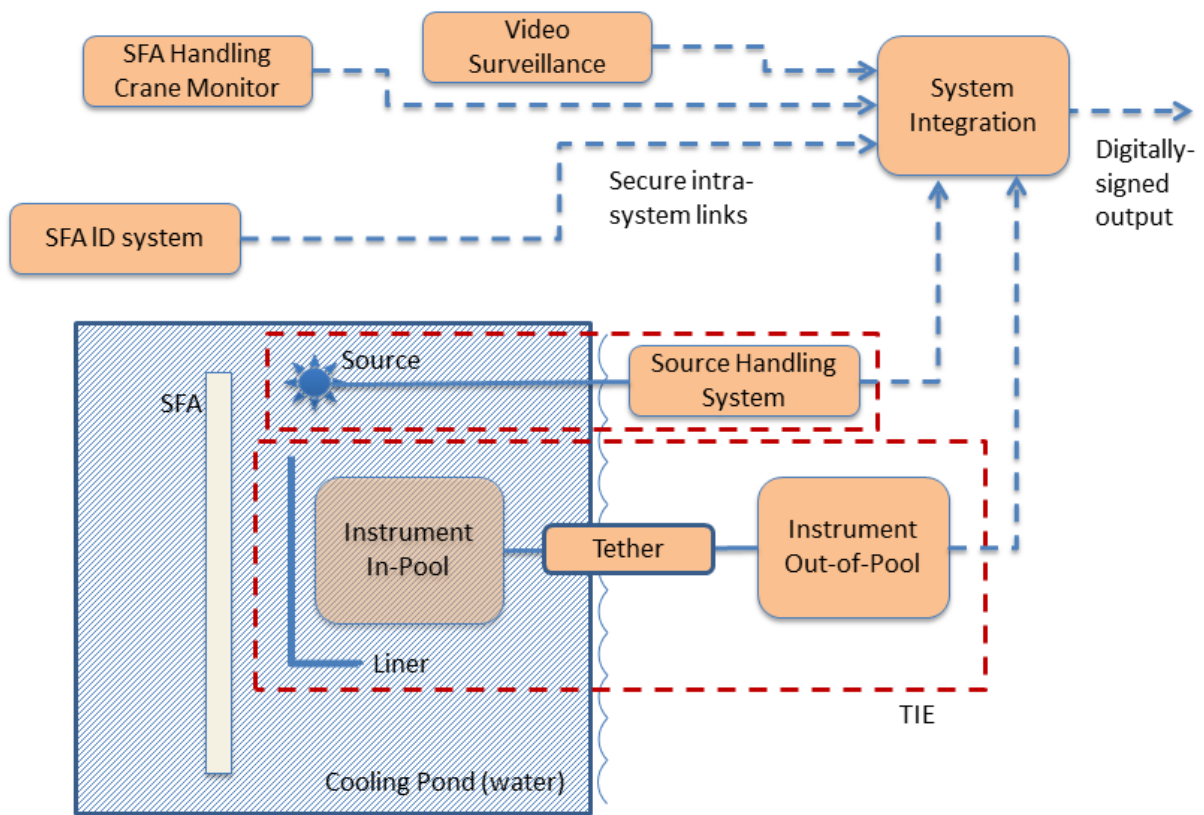 Video
Surveillance
SFA Handling
Crane Monitor
System
Integration
Digitally-
signed
output
Secure intra-
system links
SFA ID system
Source
Source Handling
System
SFA
Instrument
In-Pool
Tether
Instrument
Out-of-Pool
Liner
TIE
Cooling Pond (water)